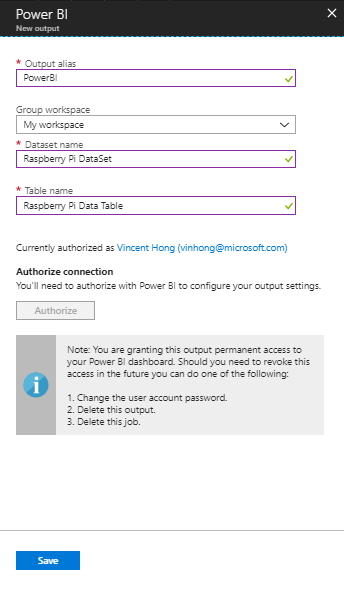 Power BI
New output
* Output alias
PowerBI
Group workspace
My workspace
* Dataset name
Raspberry Pi DataSet
* Table name
Raspberry Pi Data Table
Currently authorized as Vincent Hong (vinhong@microsoft.com)
Authorize connection
You'll need to authorize with Power BI to configure your output settings.
Authorize
Note: You are granting this output permanent access to
your Power BI dashboard. Should you need to revoke this
access in the future you can do one of the following:
1. Change the user account password.
2. Delete this output.
3. Delete this job.
Save